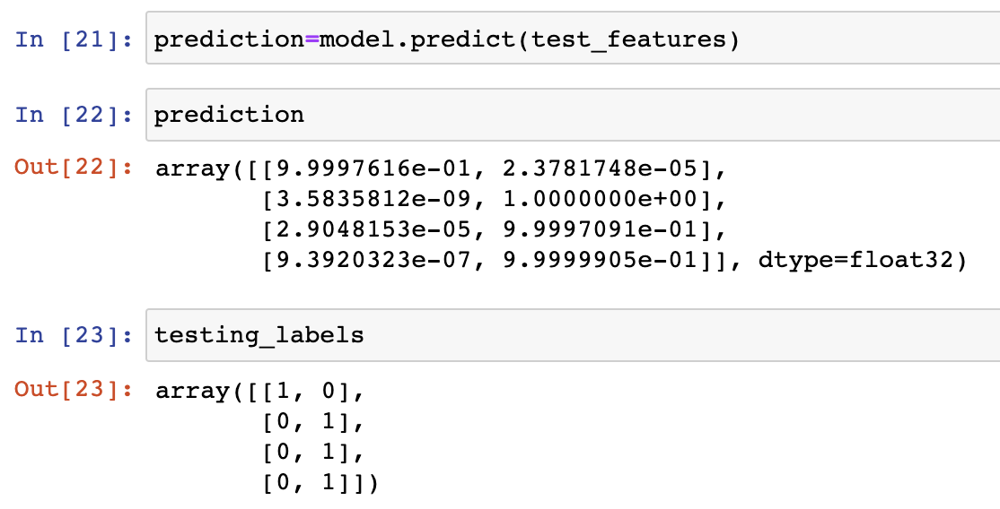 In [21]: prediction=model.predict(test_features)
In [22]: prediction
Out[22]: array([[9.9997616e-01, 2.3781748e-05],
[3.5835812e-09, 1.0000000e+00],
[2.9048153e-05, 9.9997091e-01],
[9.3920323e-07, 9.9999905e-01]], dtype=float32)
In [23]: testing_labels
Out[23]: array([[1, 0],
[0, 1],
[0, 1],
[0, 1]])